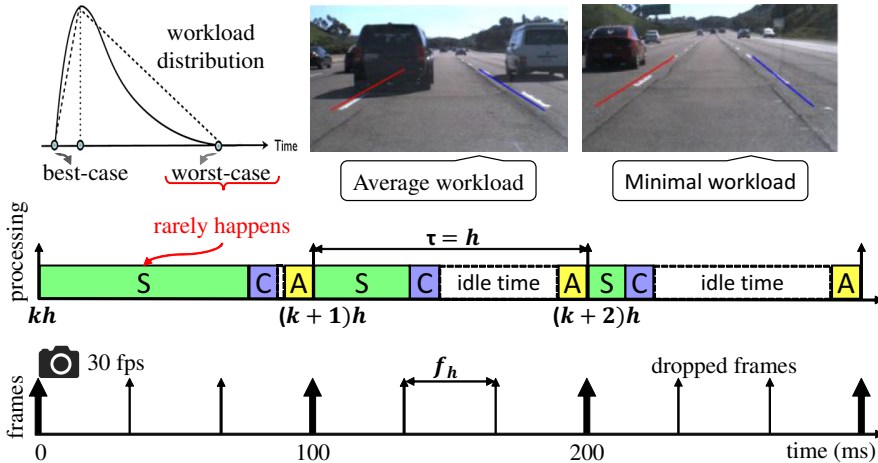 workload
distribution
Time
best-case
worst-case
Average workload
Minimal workload
rarely happens
τ = h
processing
S
C
A
S
C
idle time
A
S
C
idle time
A
kh
(k + 1)h
(k + 2)h
30 fps
f_h
dropped frames
frames
0
100
200
time (ms)